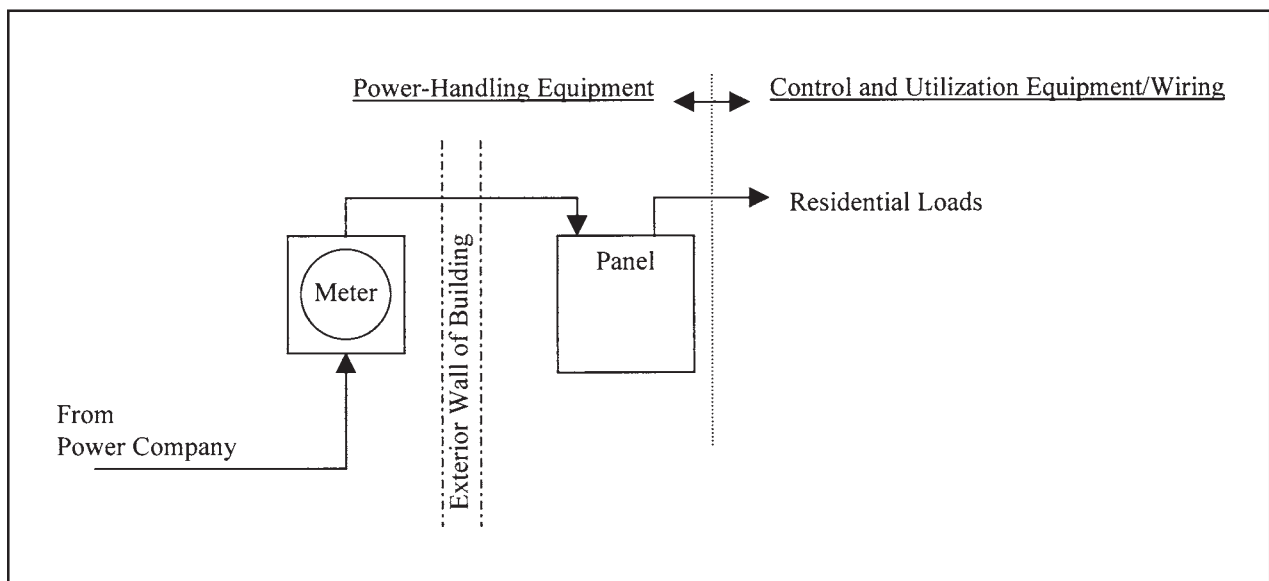 Power-Handling Equipment
Control and Utilization Equipment/Wiring
Residential Loads
Panel
Meter
Exterior Wall of Building
From
Power Company